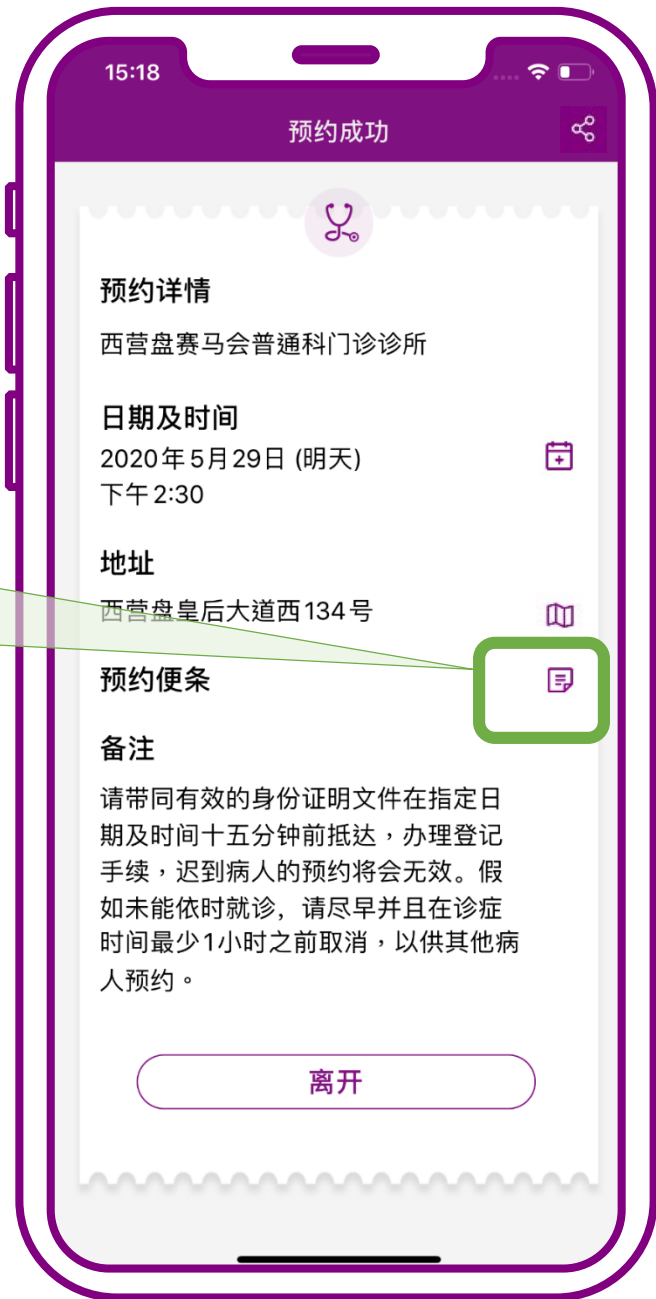 15:18
预约成功
预约详情
西营盘赛马会普通科门诊诊所
日期及时间
2020年5月29日 (明天)
下午2:30
地址
西营盘皇后大道西134号
预约便条
备注
请带同有效的身份证明文件在指定日
期及时间十五分钟前抵达，办理登记
手续，迟到病人的预约将会无效。假
如未能依时就诊, 请尽早并且在诊症
时间最少1小时之前取消，以供其他病
人预约。
离开